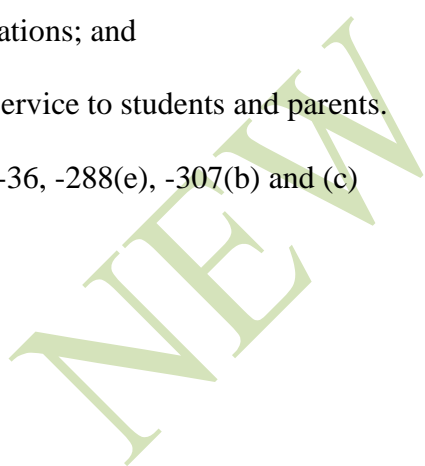 ations; and
ervice to students and parents.
-36, -288(e), -307(b) and (c)
NEW